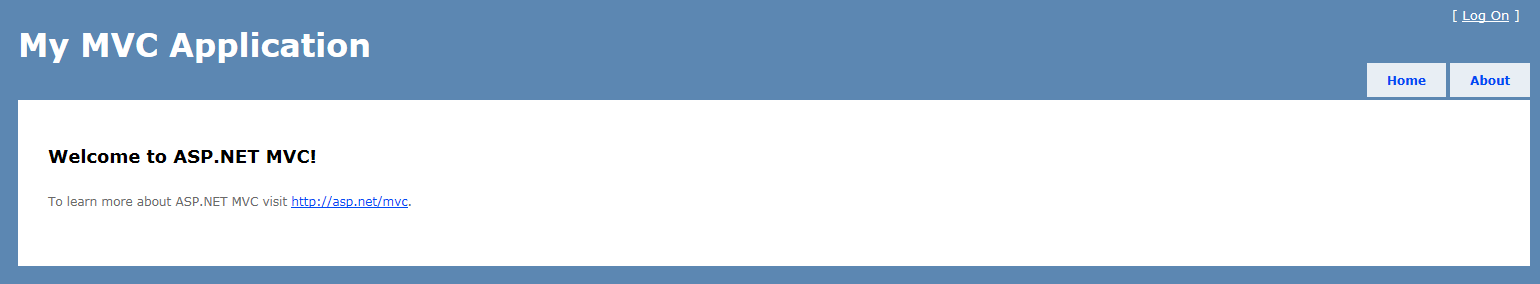 [ Log On ]
My MVC Application
Home About
Welcome to ASP.NET MVC!
To learn more about ASP.NET MVC visit http://asp.net/mvc.